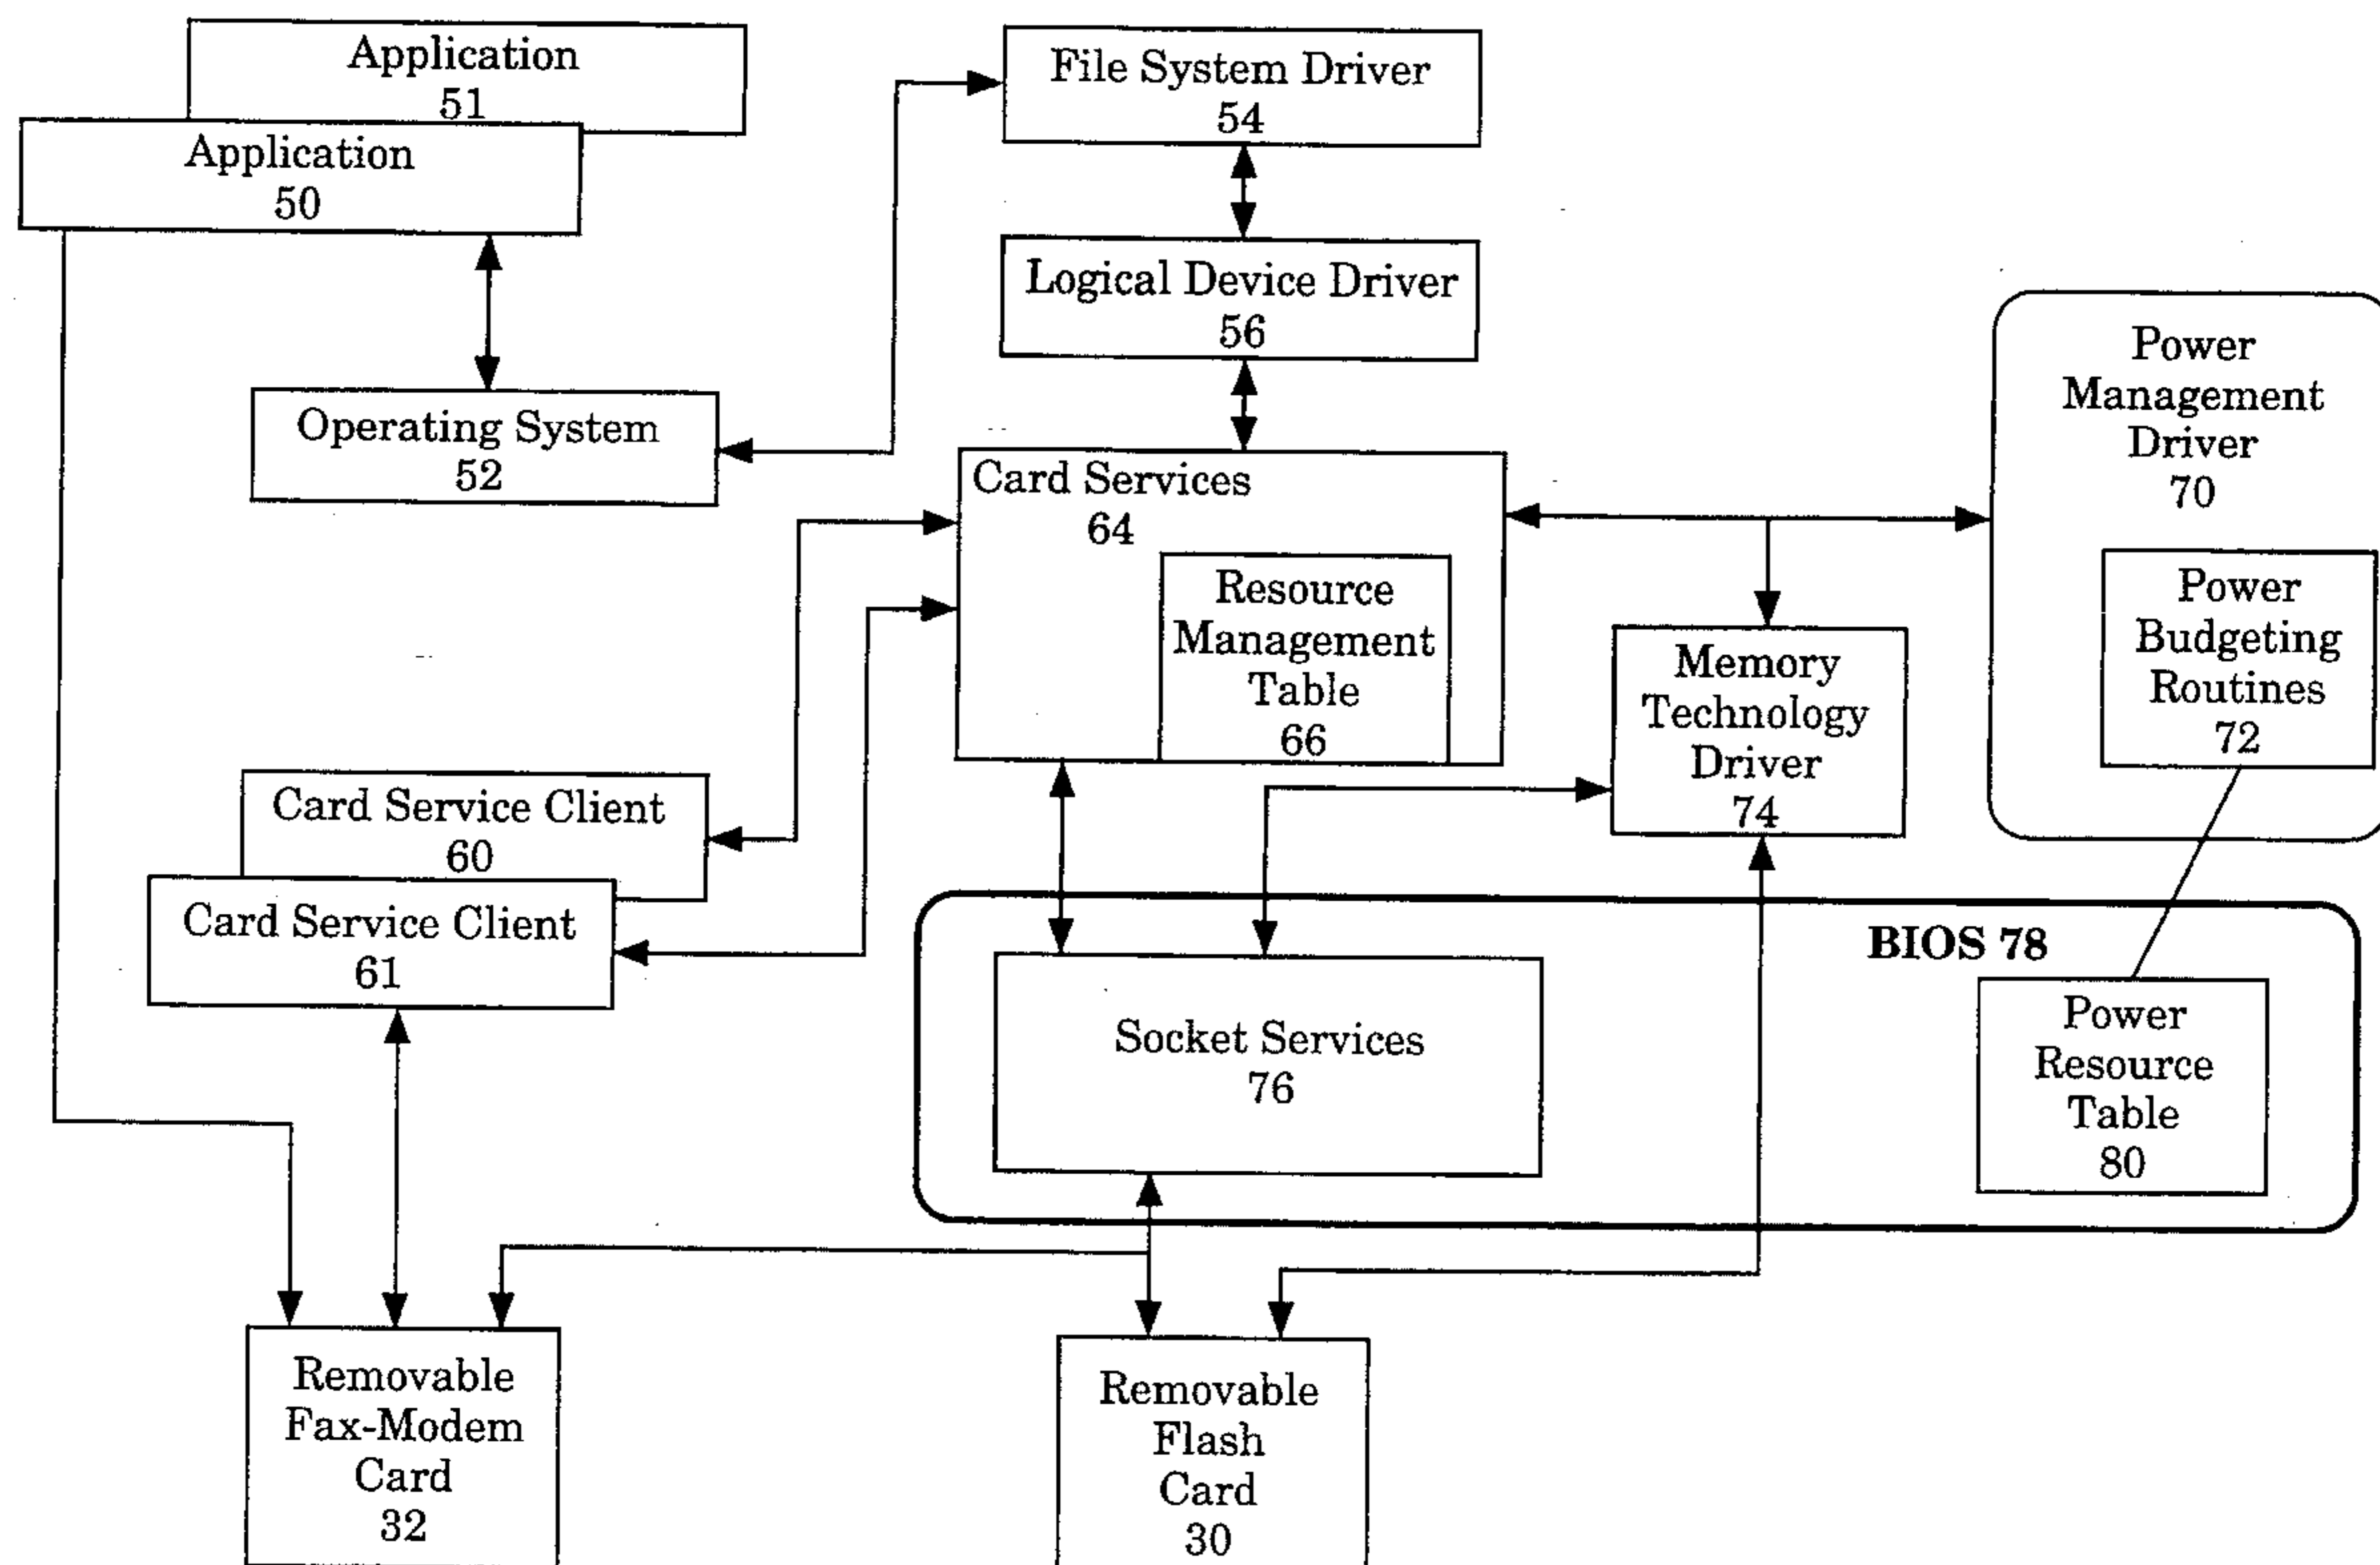 Application
51
Application
50
File System Driver
54
Logical Device Driver
56
Operating System
52
Card Services
64
Resource
Management
Table
66
Power
Management
Driver
70
Power
Budgeting
Routines
72
Memory
Technology
Driver
74
Card Service Client
60
Card Service Client
61
BIOS 78
Socket Services
76
Power
Resource
Table
80
Removable
Fax-Modem
Card
32
Removable
Flash
Card
30